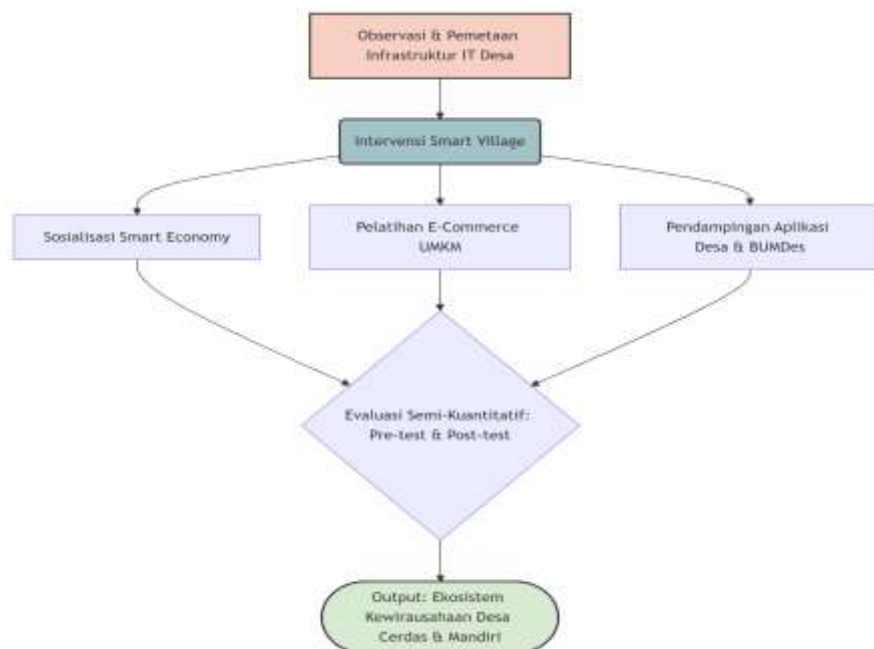 Observasi & Pemetaan
Infrastruktur IT Desa
Intervensi Smart Village
Sosialisasi Smart Economy
Pelatihan E-Commerce
UMKM
Pendampingan Aplikasi
Desa & BUMDes
Evaluasi Semi-Kuantitatif:
Pre-test & Post-test
Output: Ekosistem
Kewirausahaan Desa
Cerdas & Mandiri